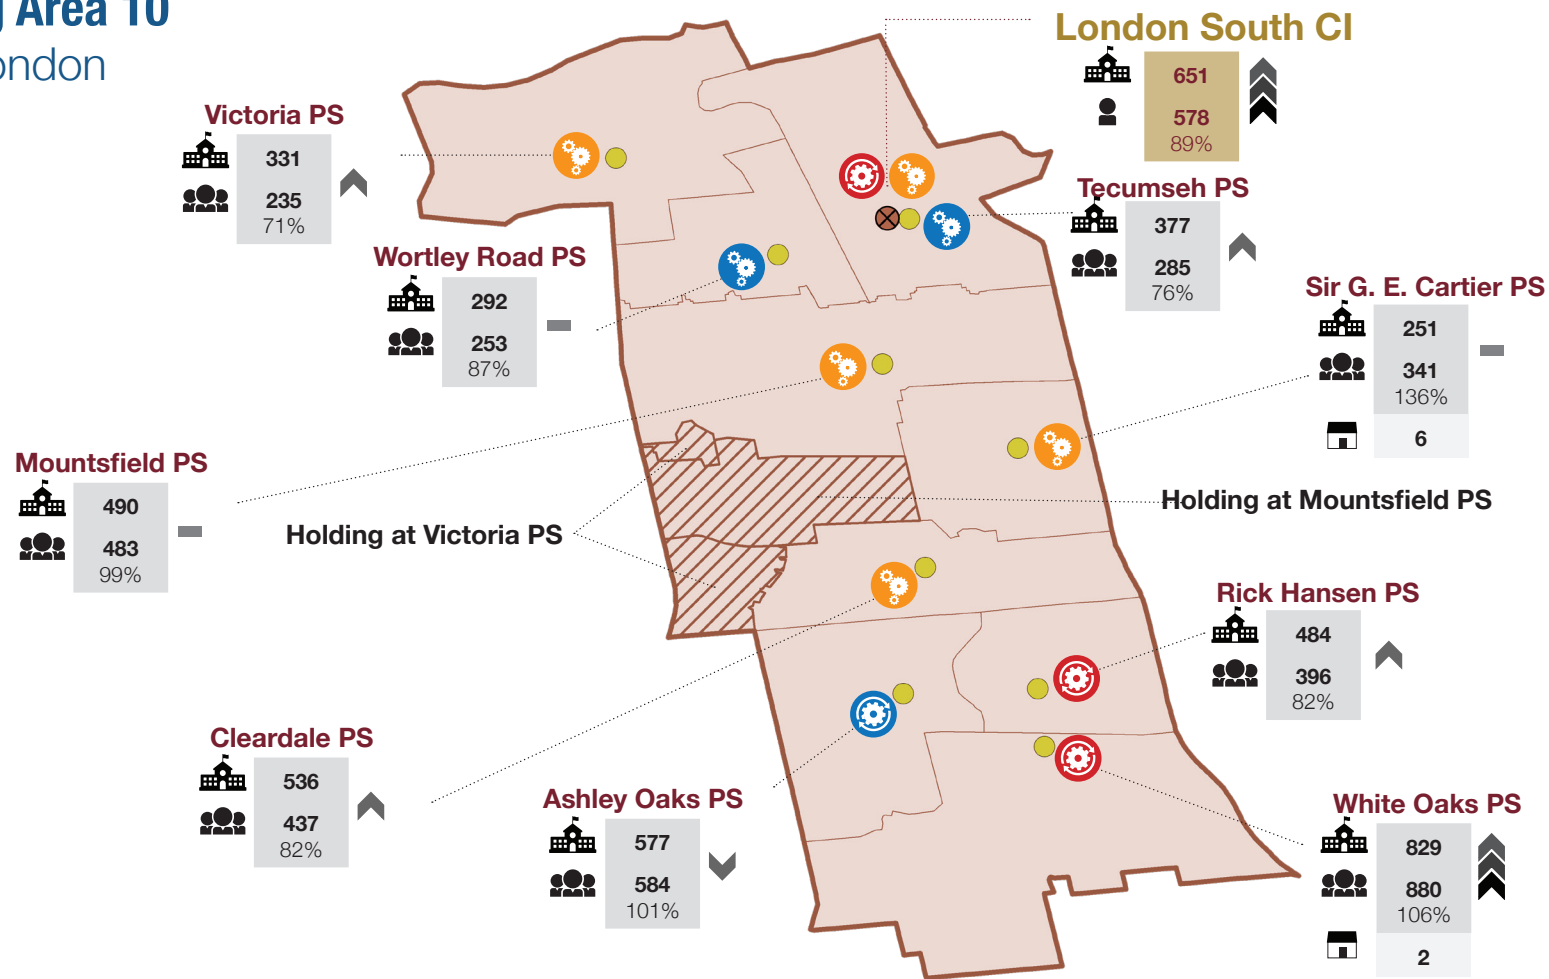 Area 10
London South CI
651
578
89%
Victoria PS
331
235
71%
Tecumseh PS
377
285
76%
Wortley Road PS
292
253
87%
Sir G. E. Cartier PS
251
341
136%
6
Mountsfield PS
490
483
99%
Holding at Mountsfield PS
Holding at Victoria PS
Rick Hansen PS
484
396
82%
Cleardale PS
536
437
82%
Ashley Oaks PS
577
584
101%
White Oaks PS
829
880
106%
2